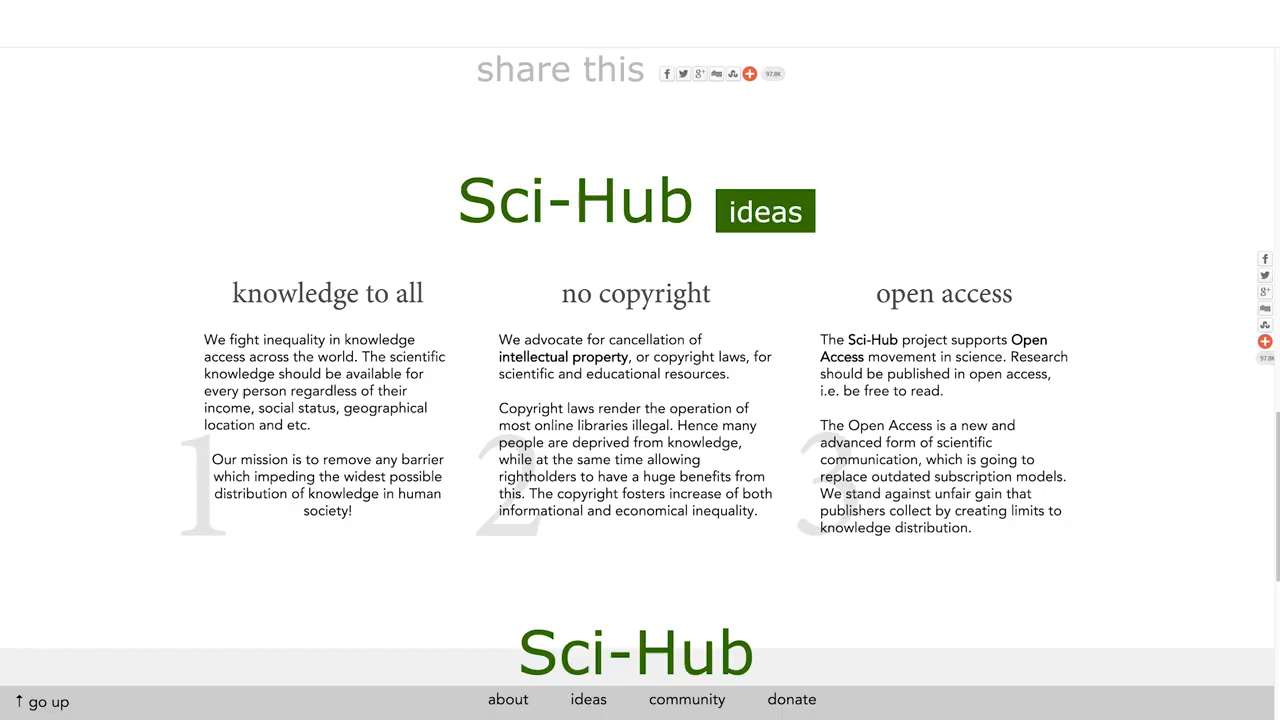 share this
97.8K
Sci-Hub ideas
knowledge to all
We fight inequality in knowledge
access across the world. The scientific
knowledge should be available for
every person regardless of their
income, social status, geographical
location and etc.
Our mission is to remove any barrier
which impeding the widest possible
distribution of knowledge in human
society!
1
no copyright
We advocate for cancellation of
intellectual property, or copyright laws, for
scientific and educational resources.
Copyright laws render the operation of
most online libraries illegal. Hence many
people are deprived from knowledge,
while at the same time allowing
rightholders to have a huge benefits from
this. The copyright fosters increase of both
informational and economical inequality.
2
open access
The Sci-Hub project supports Open
Access movement in science. Research
should be published in open access,
i.e. be free to read.
The Open Access is a new and
advanced form of scientific
communication, which is going to
replace outdated subscription models.
We stand against unfair gain that
publishers collect by creating limits to
knowledge distribution.
3
97.8K
Sci-Hub
↑ go up
about ideas community donate